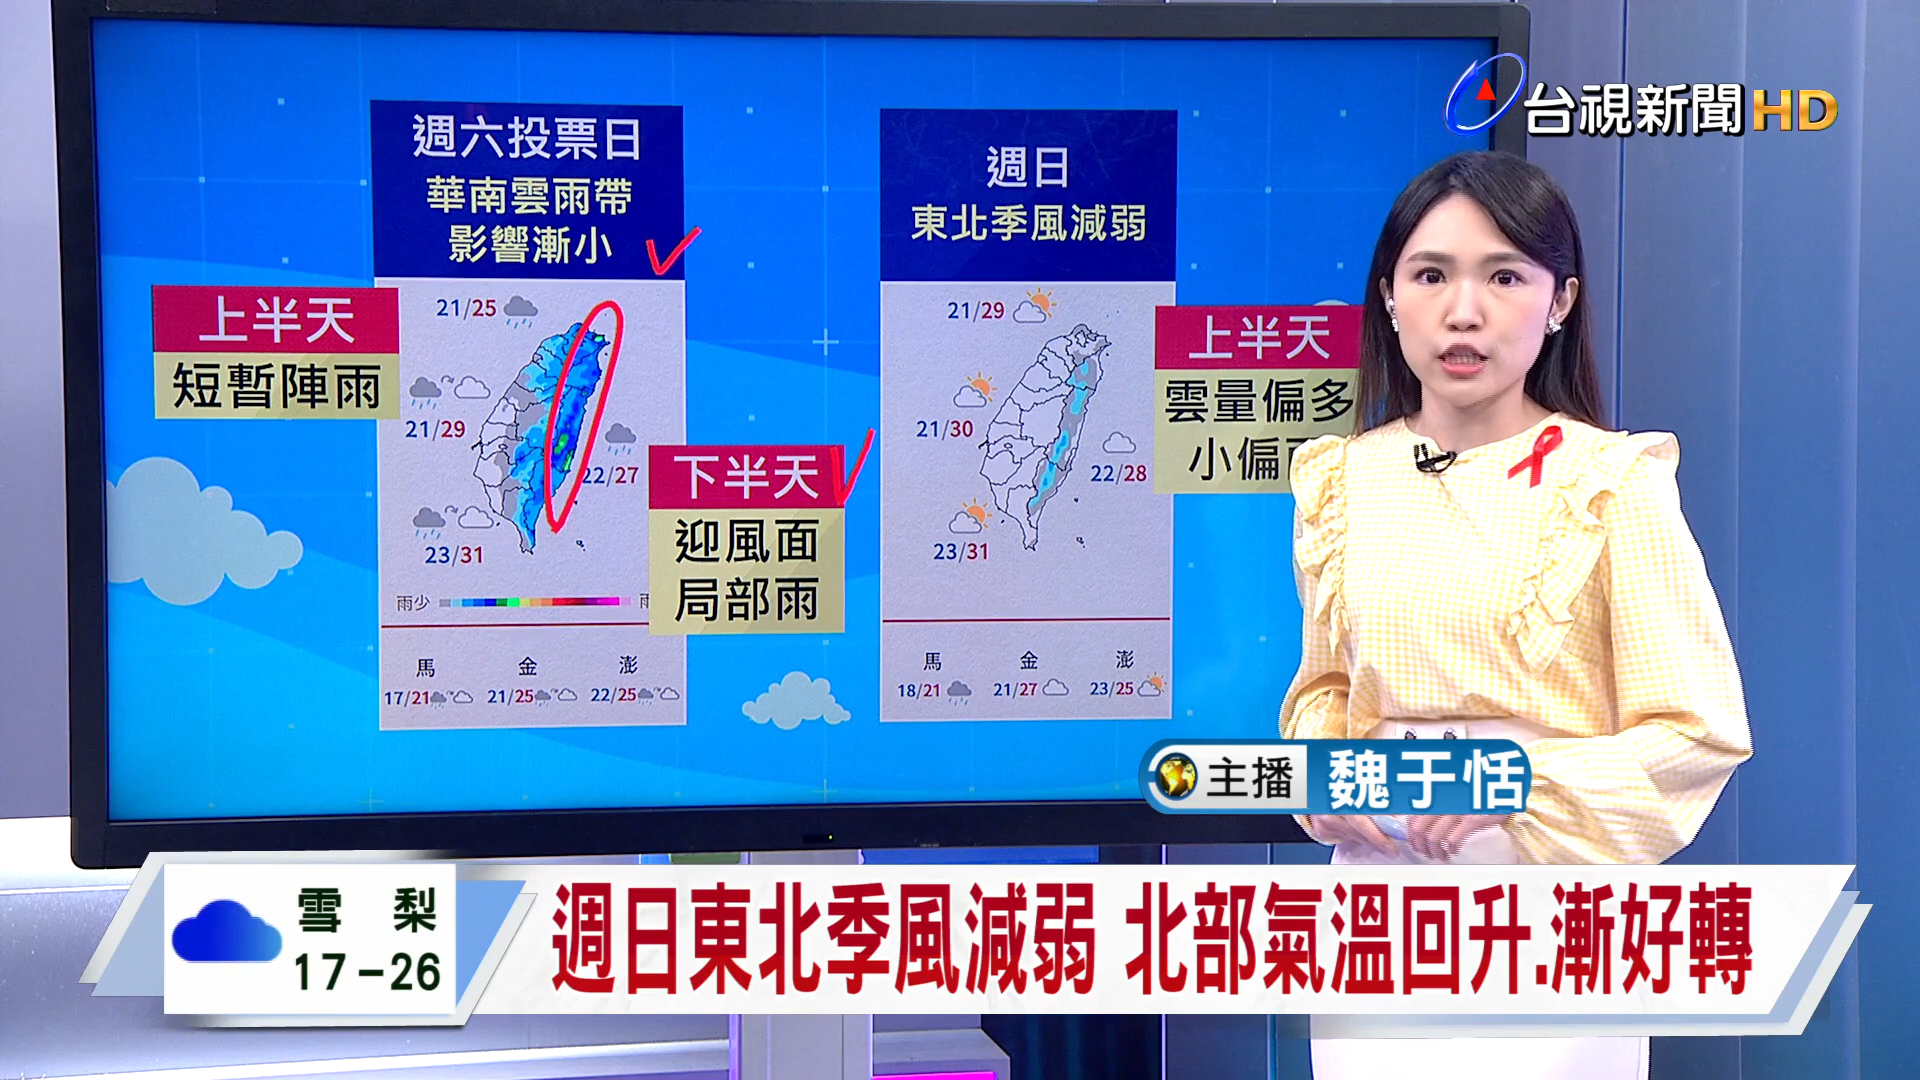 台視新聞HD
週六投票日
華南雲雨帶
影響漸小
上半天
短暫陣雨
21/25
21/29
22/27
23/31
下半天
迎風面
局部雨
雨少
馬 金 澎
17/21 21/25 22/25
週日
東北季風減弱
21/29
21/30
22/28
23/31
上半天
雲量偏多
小偏
馬 金 澎
18/21 21/27 23/25
主播 魏于恬
雪梨
17-26
週日東北季風減弱 北部氣溫回升.漸好轉